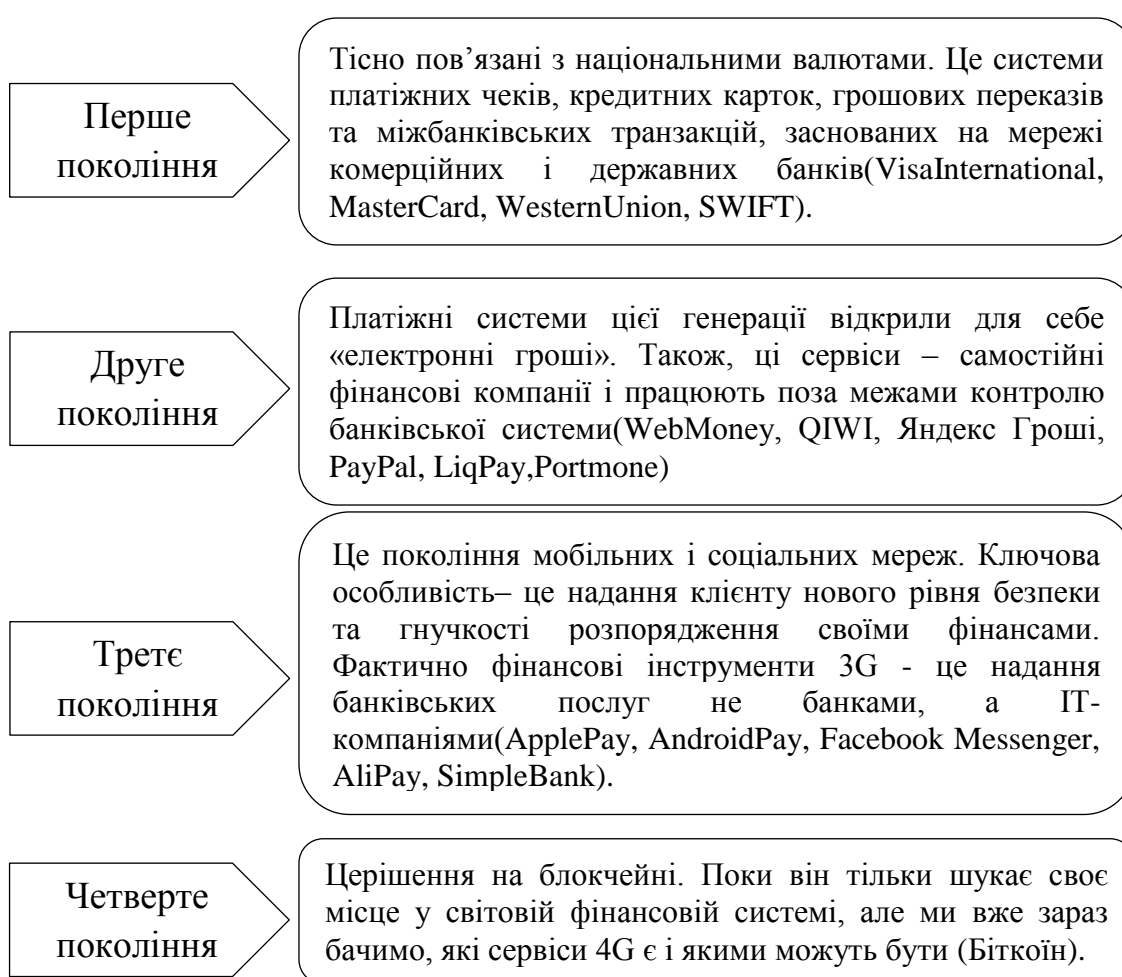 Перше
покоління
Тісно пов’язані з національними валютами. Це системи
платіжних чеків, кредитних карток, грошових переказів
та міжбанківських транзакцій, заснованих на мережі
комерційних і державних банків(VisaInternational,
MasterCard, WesternUnion, SWIFT).
Друге
покоління
Платіжні системи цієї генерації відкрили для себе
«електронні гроші». Також, ці сервіси – самостійні
фінансові компанії і працюють поза межами контролю
банківської системи(WebMoney, QIWI, Яндекс Гроші,
PayPal, LiqPay,Portmone)
Третє
покоління
Це покоління мобільних і соціальних мереж. Ключова
особливість– це надання клієнту нового рівня безпеки
та гнучкості розпорядження своїми фінансами.
Фактично фінансові інструменти 3G - це надання
банківських послуг не банками, а ІТ-
компаніями(ApplePay, AndroidPay, Facebook Messenger,
AliPay, SimpleBank).
Четверте
покоління
Церішення на блокчейні. Поки він тільки шукає своє
місце у світовій фінансовій системі, але ми вже зараз
бачимо, які сервіси 4G є і якими можуть бути (Біткоїн).